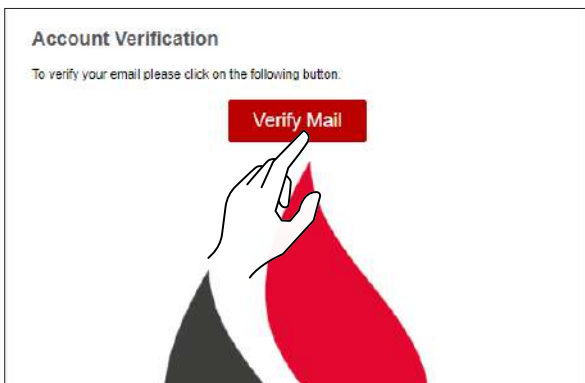 Account Verification
To verify your email please click on the following button.
Verify Mail